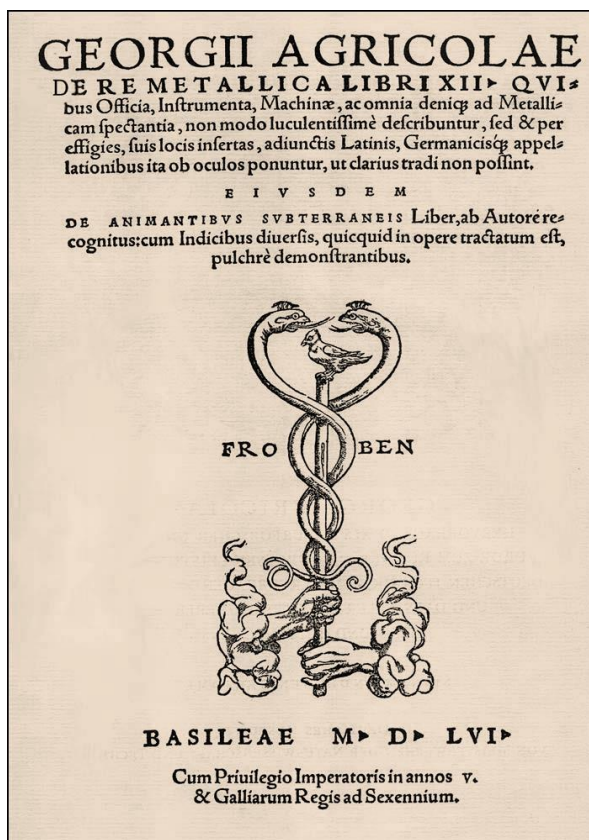 GEORGII AGRICOLAE
DE RE METALLICA LIBRI XII▸ QVI⸗
bus Officia, Inſtrumenta, Machinæ, ac omnia deniqꝫ ad Metalli⸗
cam ſpectantia, non modo luculentiſſimè deſcribuntur, ſed & per
effigies, ſuis locis inſertas, adiunctis Latinis, Germanicisꝗꝫ appel⸗
lationibus ita ob oculos ponuntur, ut clarius tradi non poſſint.
EIVSDEM
DE ANIMANTIBVS SVBTERRANEIS Liber, ab Autore re⸗
cognitus: cum Indicibus diuerſis, quicquid in opere tractatum eſt,
pulchrè demonſtrantibus.
FRO BEN
BASILEAE M▸ D▸ LVI▸
Cum Priuilegio Imperatoris in annos v.
& Galliarum Regis ad Sexennium.